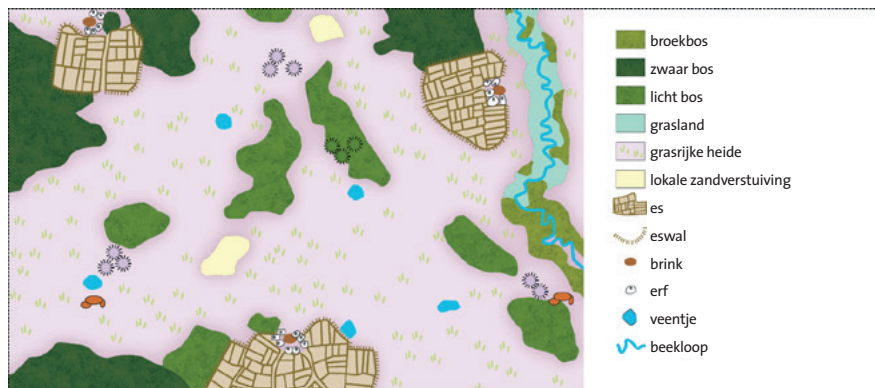 broekbos
zwaar bos
licht bos
grasland
grasrijke heide
lokale zandverstuiving
es
eswal
brink
erf
veentje
beekloop